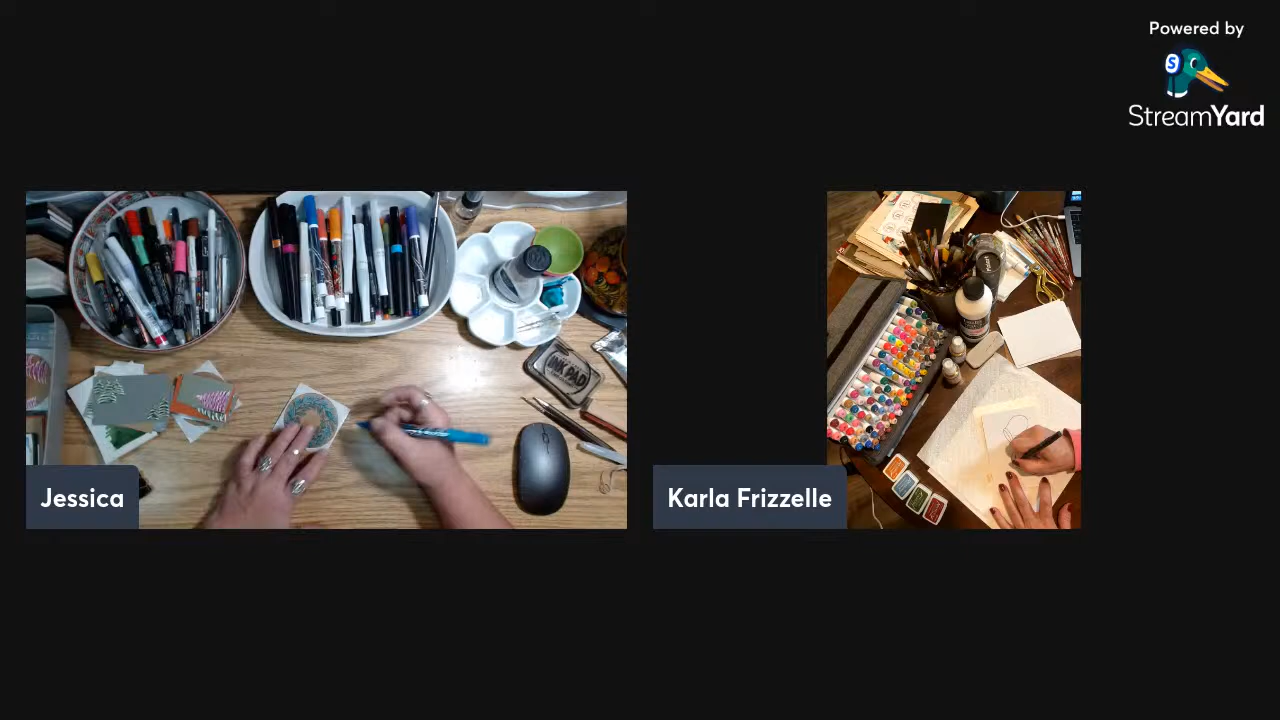 Powered by
S
StreamYard
INK PAD
Jessica
Karla Frizzelle